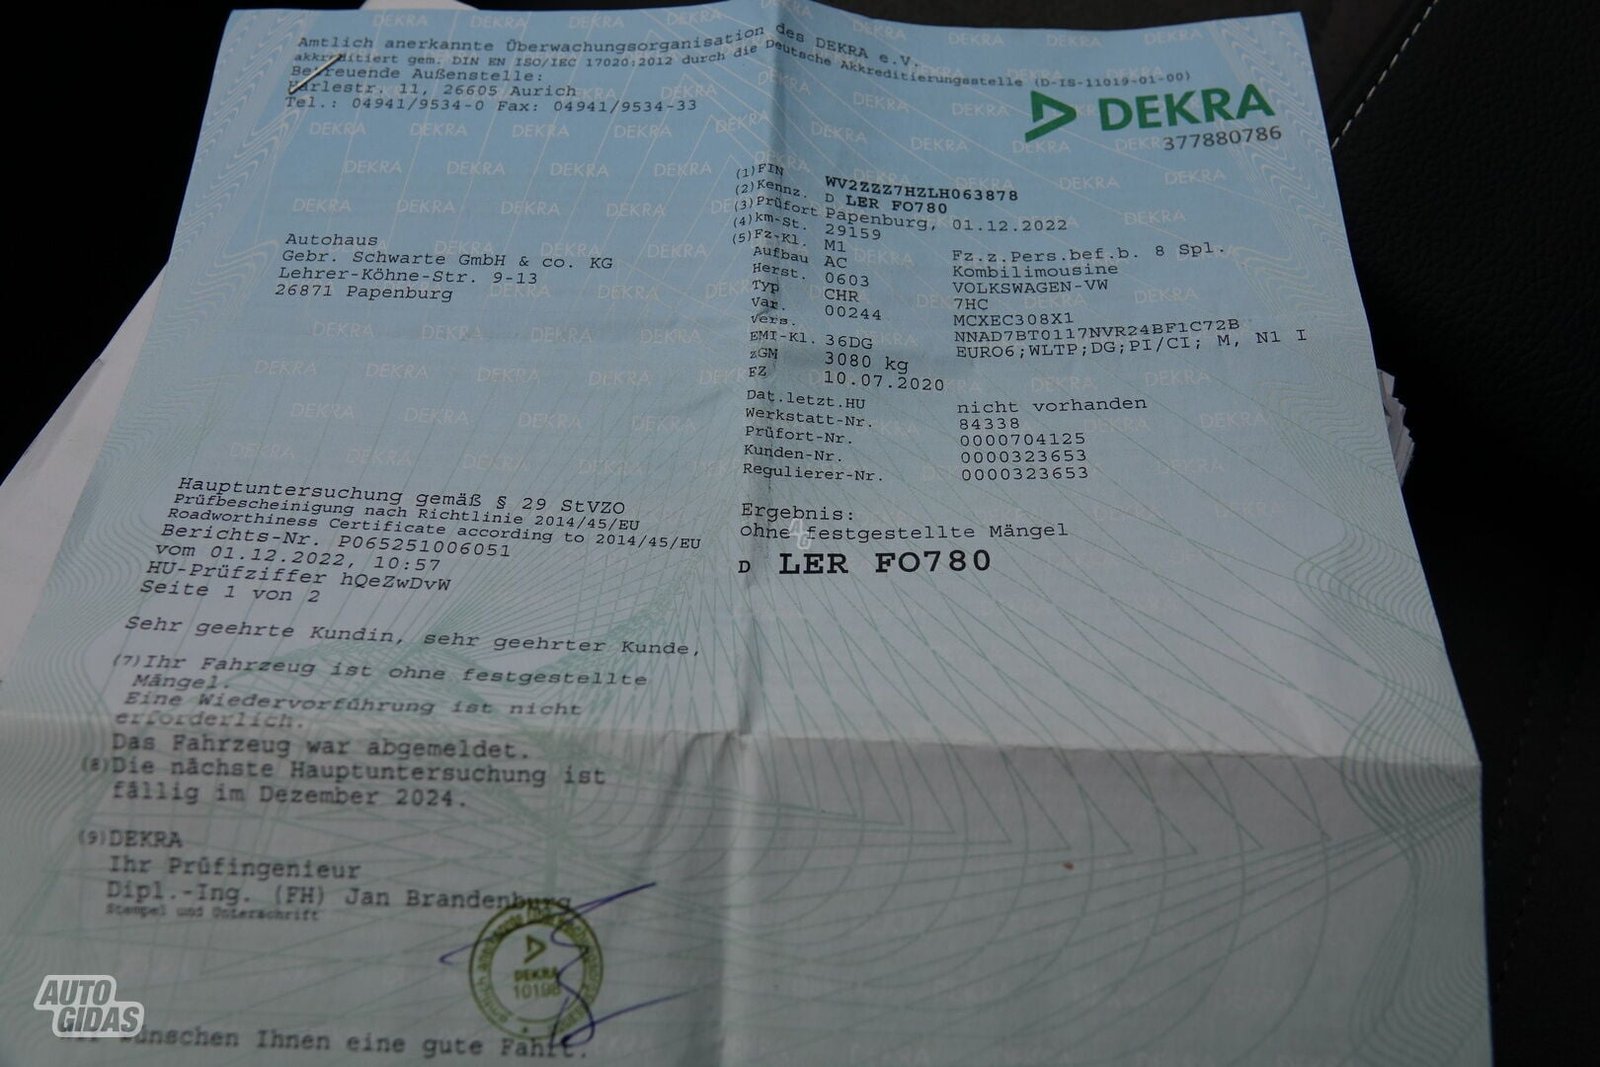 Amtlich anerkannte Überwachungsorganisation des DEKRA e.V.
akkreditiert gem. DIN EN ISO/IEC 17020:2012 durch die Deutsche Akkreditierungsstelle (D-IS-11019-01-00)
Betreuende Außenstelle:
11, 26605 Aurich
Tel.: 04941/9534-0 Fax: 04941/9534-33
DEKRA
377880786
Autohaus
Gebr. Schwarte GmbH & co. KG
Lehrer-Köhne-Str. 9-13
26871 Papenburg
(1) FIN WV2ZZZ7HZLH063878
(2) Kennz. D LER FO780
(3) Prüfort Papenburg, 01.12.2022
(4) km-St. 29159
(5) Fz-Kl. M1 Fz.z.Pers.bef.b. 8 Spl.
Aufbau AC Kombilimousine
Herst. 0603 VOLKSWAGEN-VW
Typ CHR 7HC
Var. 00244 MCXEC308X1
Vers. NNAD7BT0117NVR24BF1C72B
EMI-Kl. 36DG EURO6;WLTP;DG;PI/CI; M, N1 I
zGM 3080 kg
EZ 10.07.2020
Dat.letzt.HU nicht vorhanden
Werkstatt-Nr. 84338
Prüfort-Nr. 0000704125
Kunden-Nr. 0000323653
Regulierer-Nr. 0000323653
Hauptuntersuchung gemäß § 29 StVZO
Prüfbescheinigung nach Richtlinie 2014/45/EU
Roadworthiness Certificate according to 2014/45/EU
Berichts-Nr. P065251006051
vom 01.12.2022, 10:57
HU-Prüfziffer hQeZwDvW
Seite 1 von 2
Ergebnis:
ohne festgestellte Mängel
D LER FO780
Sehr geehrte Kundin, sehr geehrter Kunde,
(7) Ihr Fahrzeug ist ohne festgestellte
Mängel.
Eine Wiedervorführung ist nicht
erforderlich.
Das Fahrzeug war abgemeldet.
(8) Die nächste Hauptuntersuchung ist
fällig im Dezember 2024.
(9) DEKRA
Ihr Prüfingenieur
Dipl.-Ing. (FH) Jan Brandenburg
Stempel und Unterschrift
DEKRA
wünschen Ihnen eine gute Fahrt.
AUTO
GIDAS